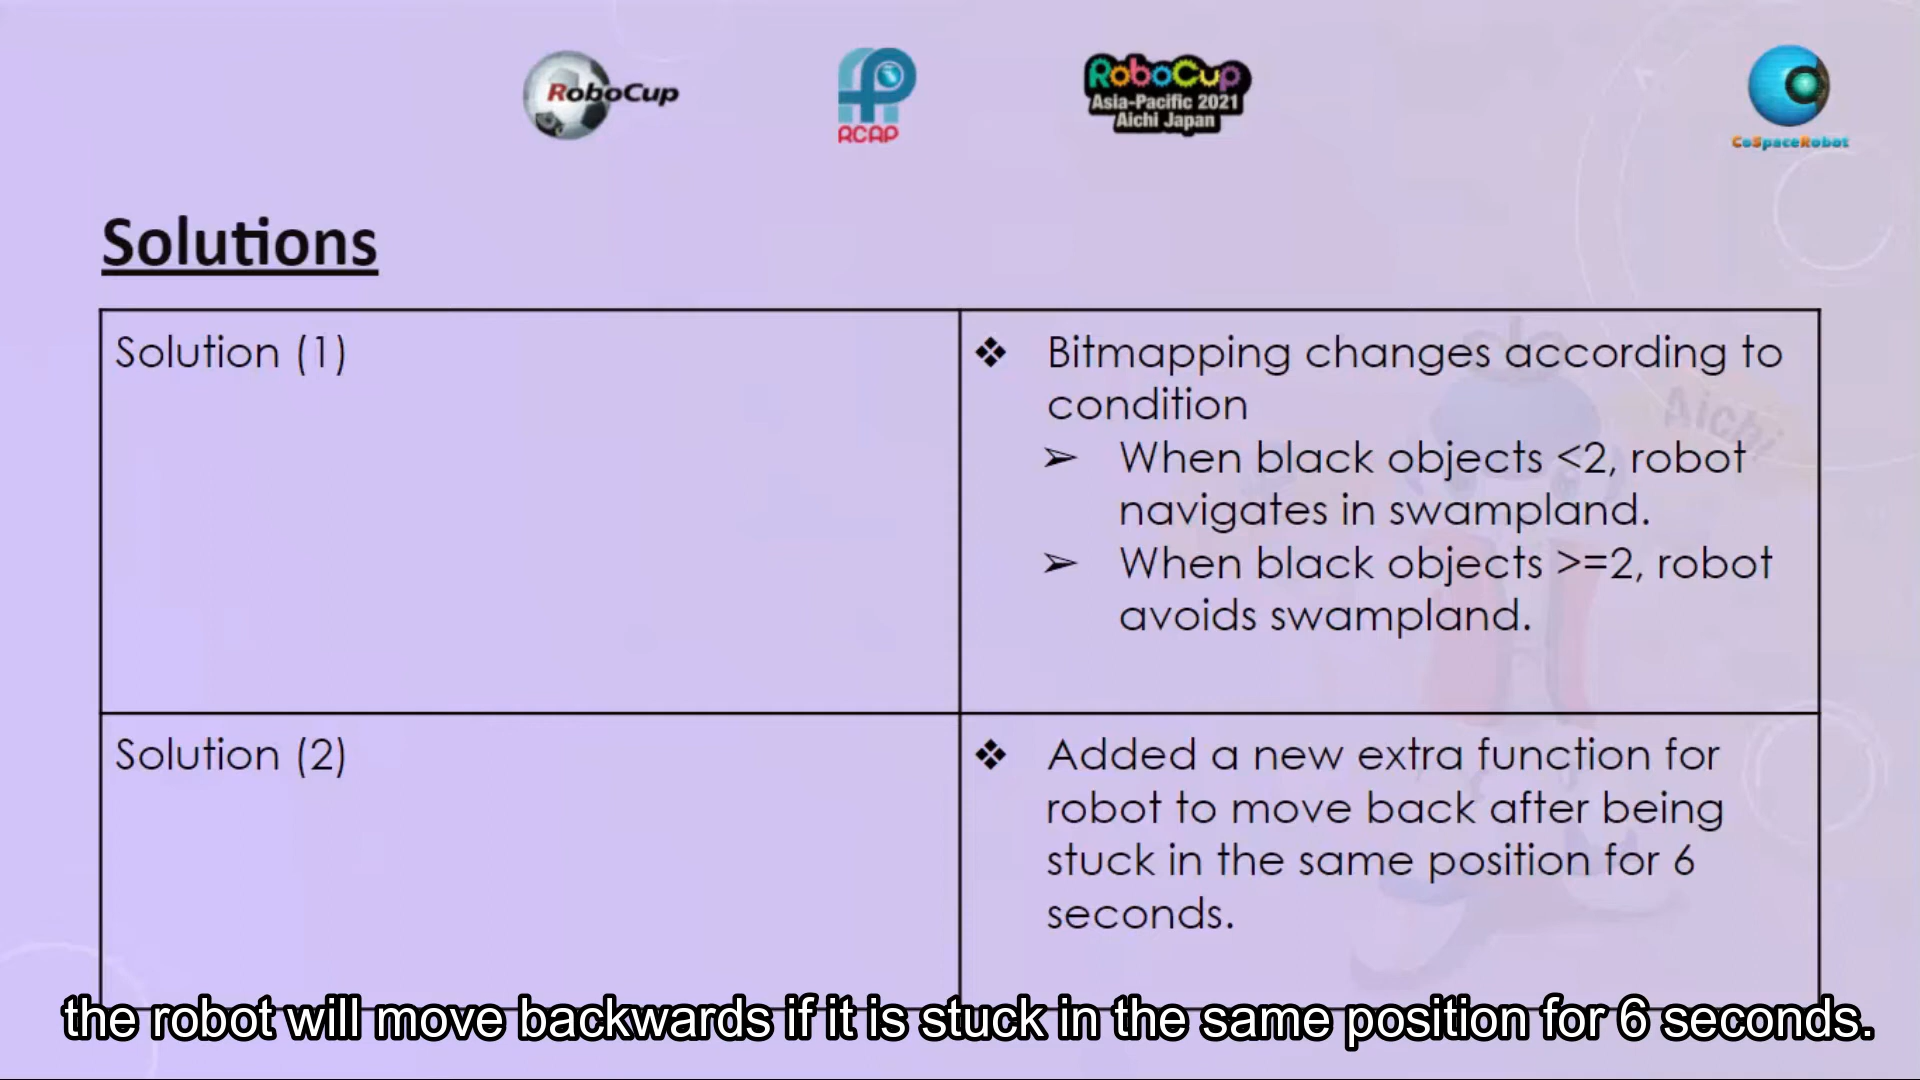 RoboCup
RCAP
RoboCup
Asia-Pacific 2021
Aichi Japan
CoSpaceRobot
Solutions
Solution (1)
❖ Bitmapping changes according to
condition
➢ When black objects <2, robot
navigates in swampland.
➢ When black objects >=2, robot
avoids swampland.
Aichi
Solution (2)
❖ Added a new extra function for
robot to move back after being
stuck in the same position for 6
seconds.
the robot will move backwards if it is stuck in the same position for 6 seconds.